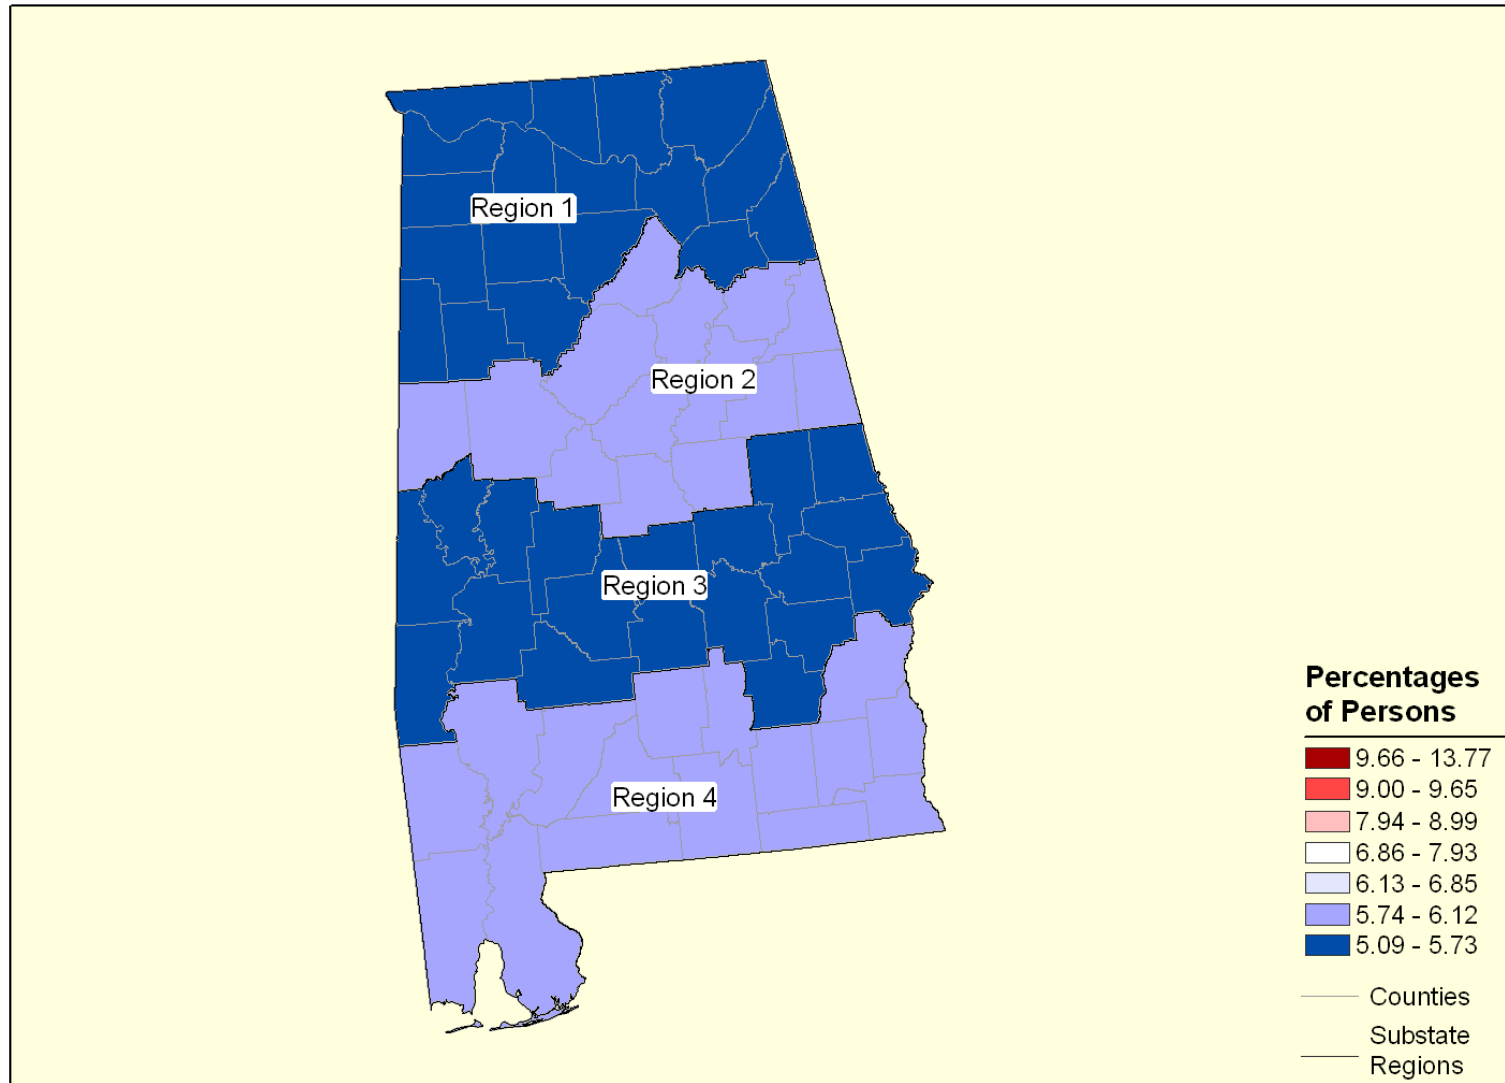 Region 1
Region 2
Region 3
Region 4
Percentages
of Persons
9.66 - 13.77
9.00 - 9.65
7.94 - 8.99
6.86 - 7.93
6.13 - 6.85
5.74 - 6.12
5.09 - 5.73
Counties
Substate
Regions